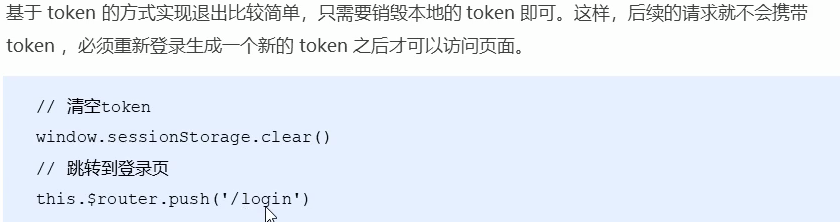 基于 token 的方式实现退出比较简单，只需要销毁本地的 token 即可。这样，后续的请求就不会携带
token ，必须重新登录生成一个新的 token 之后才可以访问页面。
// 清空token
window.sessionStorage.clear()
// 跳转到登录页
this.$router.push('/login')